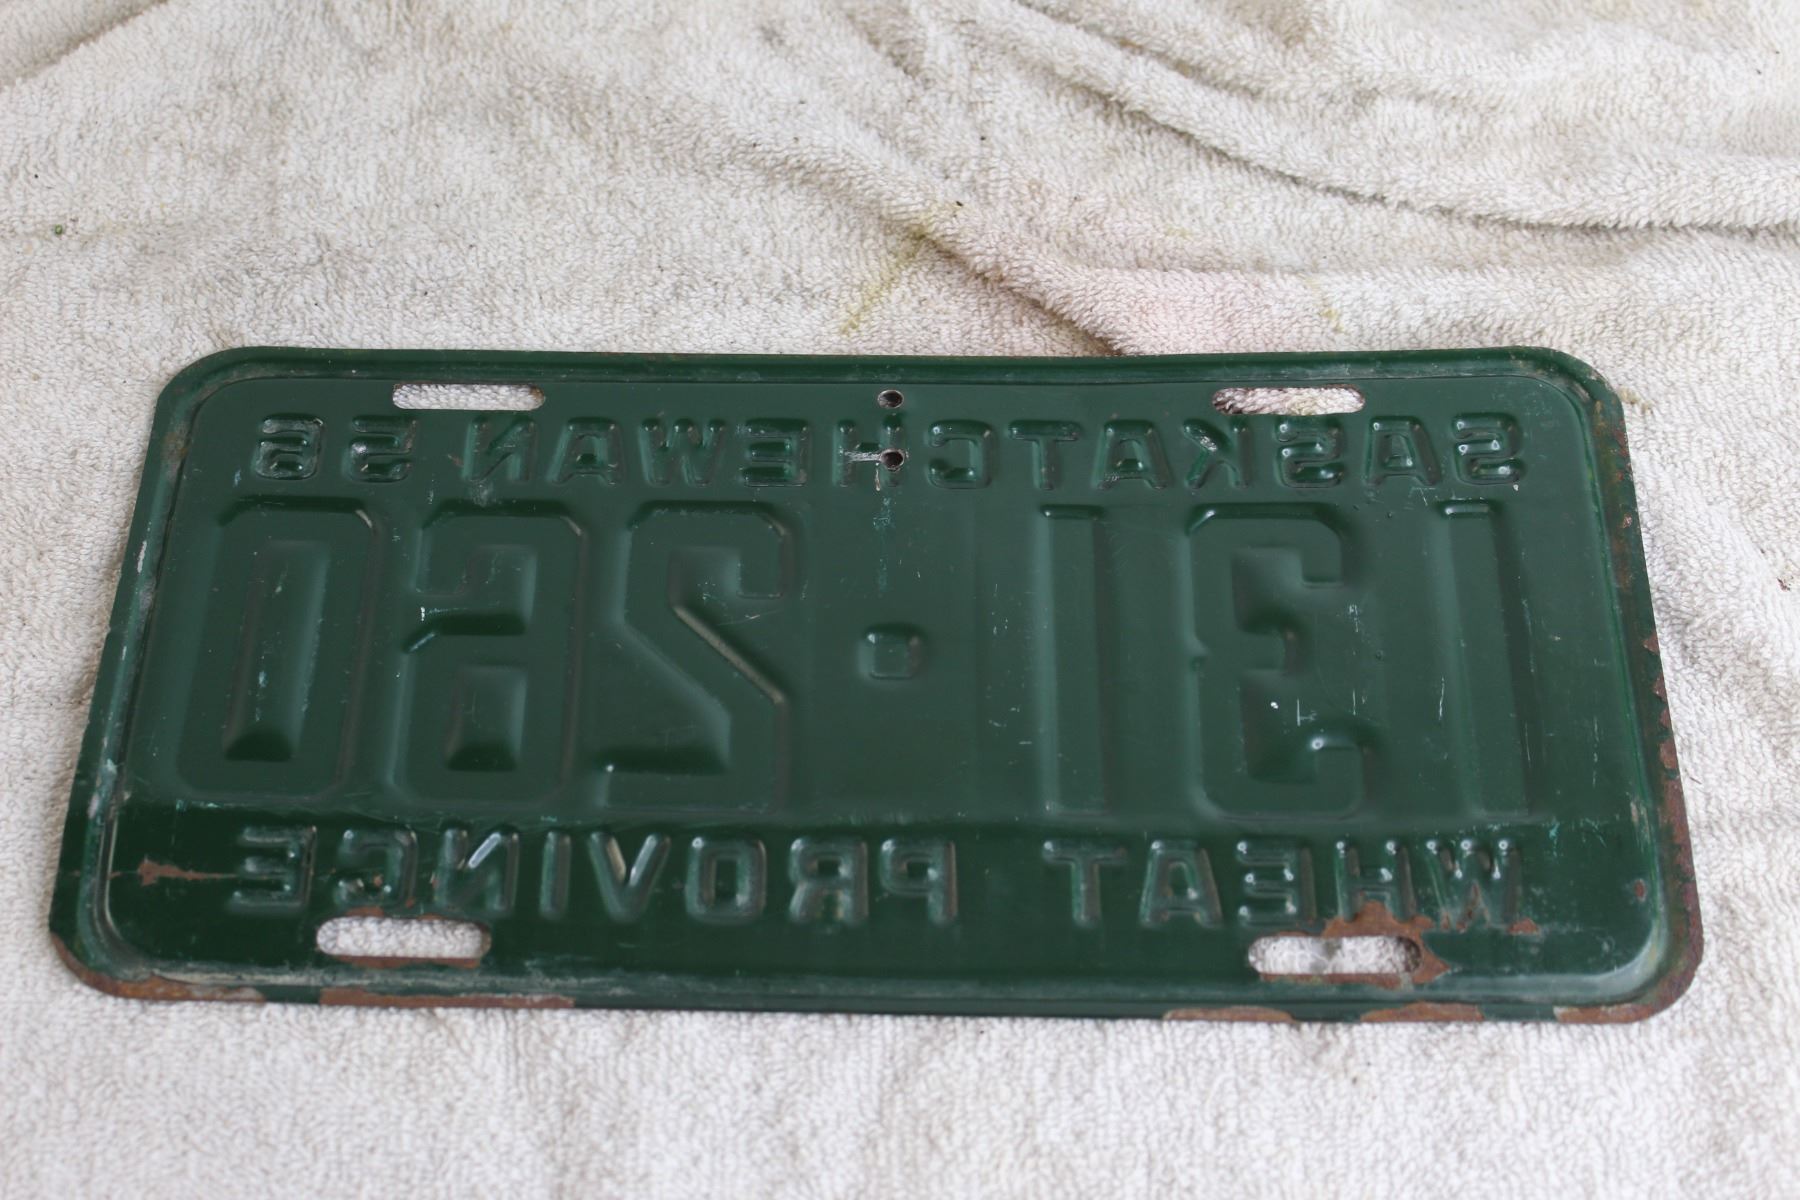 SASKATCHEWAN 56
131·260
WHEAT PROVINCE